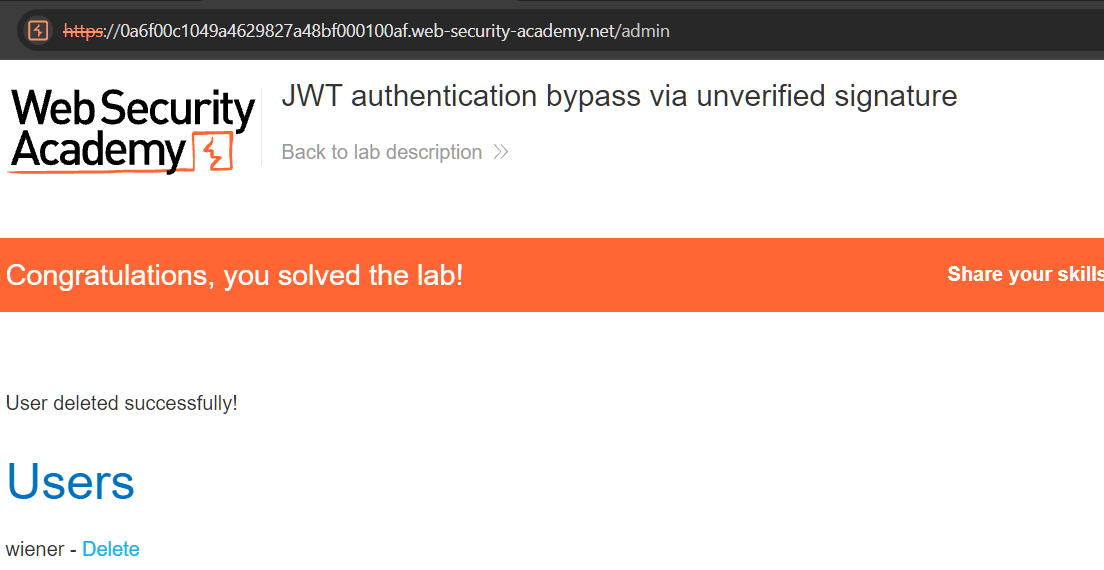 https://0a6f00c1049a4629827a48bf000100af.web-security-academy.net/admin
Web Security
Academy
JWT authentication bypass via unverified signature
Back to lab description
Congratulations, you solved the lab!
Share your skills
User deleted successfully!
Users
wiener - Delete